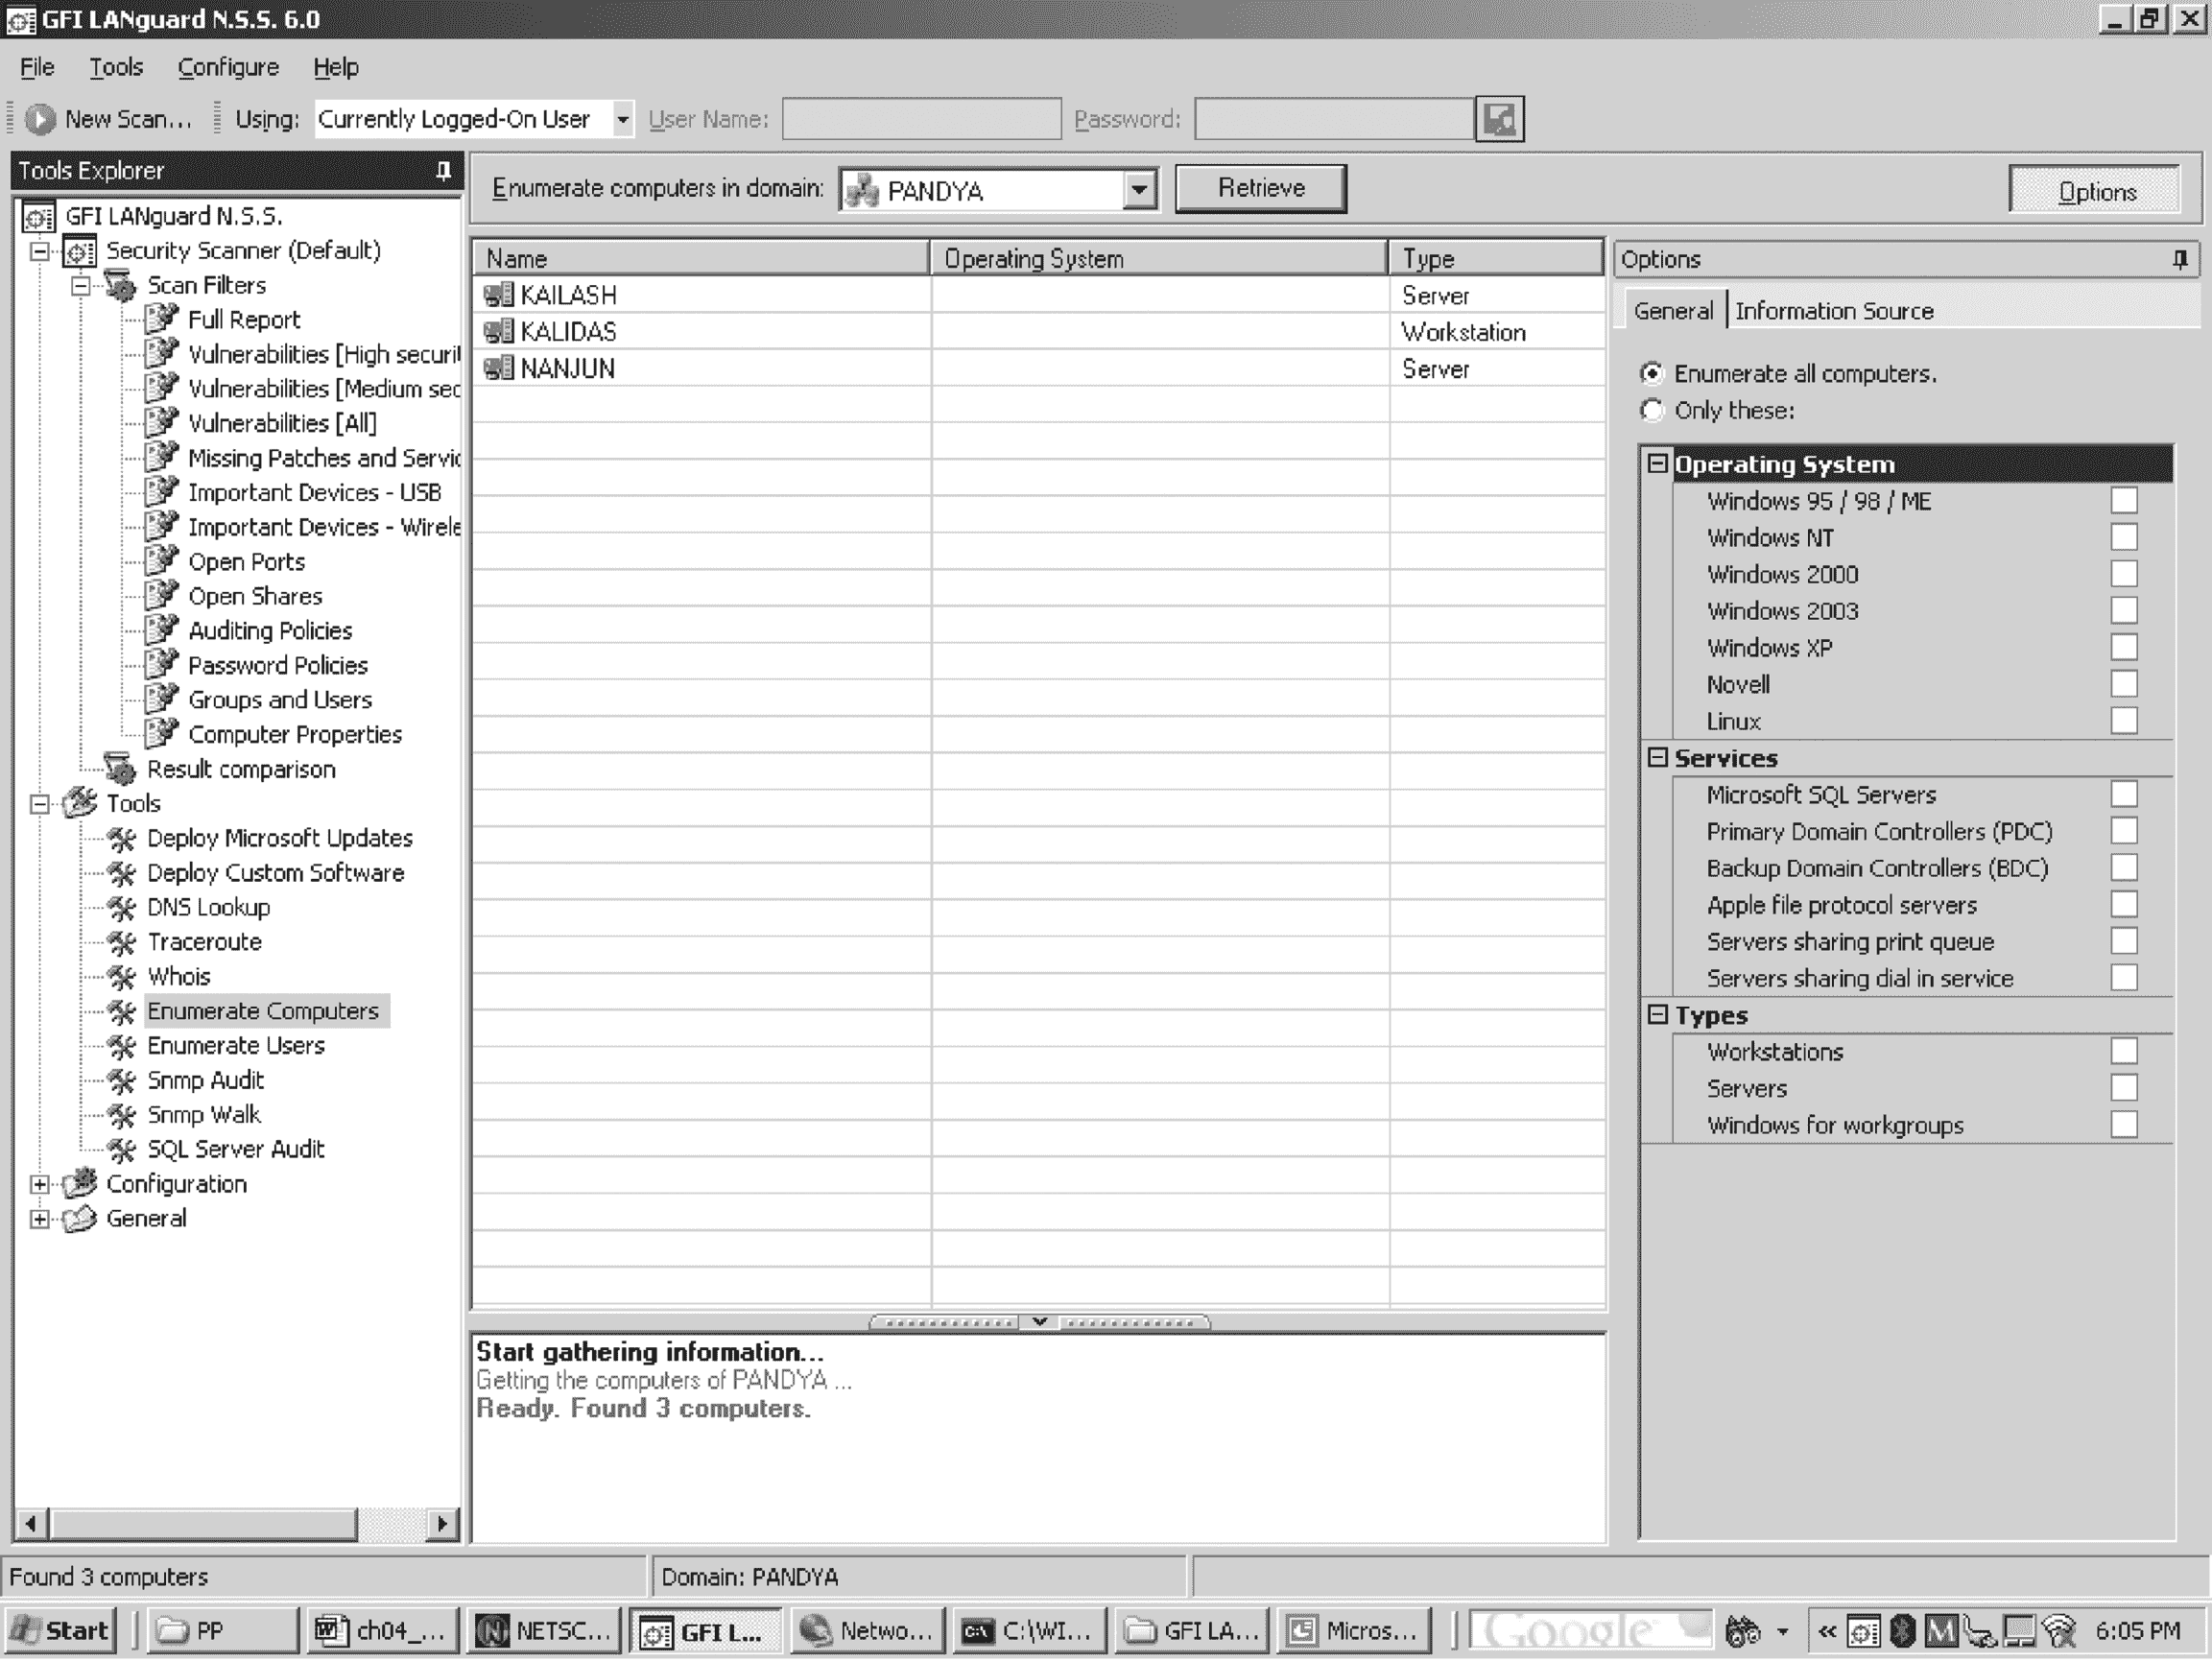 GFI LANguard N.S.S. 6.0
File Tools Configure Help
New Scan... Using: Currently Logged-On User User Name: Password:
Tools Explorer
GFI LANguard N.S.S.
Security Scanner (Default)
Scan Filters
Full Report
Vulnerabilities [High securit
Vulnerabilities [Medium sec
Vulnerabilities [All]
Missing Patches and Servic
Important Devices - USB
Important Devices - Wirele
Open Ports
Open Shares
Auditing Policies
Password Policies
Groups and Users
Computer Properties
Result comparison
Tools
Deploy Microsoft Updates
Deploy Custom Software
DNS Lookup
Traceroute
Whois
Enumerate Computers
Enumerate Users
Snmp Audit
Snmp Walk
SQL Server Audit
Configuration
General
Enumerate computers in domain: PANDYA Retrieve Options
Name Operating System Type
KAILASH Server
KALIDAS Workstation
NANJUN Server
Start gathering information...
Getting the computers of PANDYA ...
Ready. Found 3 computers.
Options
General Information Source
Enumerate all computers.
Only these:
Operating System
Windows 95 / 98 / ME
Windows NT
Windows 2000
Windows 2003
Windows XP
Novell
Linux
Services
Microsoft SQL Servers
Primary Domain Controllers (PDC)
Backup Domain Controllers (BDC)
Apple file protocol servers
Servers sharing print queue
Servers sharing dial in service
Types
Workstations
Servers
Windows for workgroups
Found 3 computers Domain: PANDYA
Start PP ch04_... NETSC... GFI L... Netwo... C:\WI... GFI LA... Micros... Google « 6:05 PM